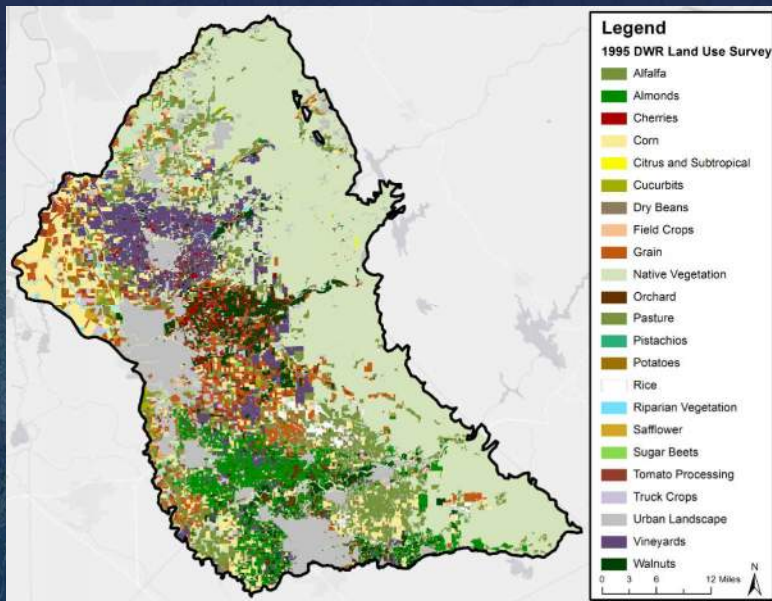 Legend
1995 DWR Land Use Survey
Alfalfa
Almonds
Cherries
Corn
Citrus and Subtropical
Cucurbits
Dry Beans
Field Crops
Grain
Native Vegetation
Orchard
Pasture
Pistachios
Potatoes
Rice
Riparian Vegetation
Safflower
Sugar Beets
Tomato Processing
Truck Crops
Urban Landscape
Vineyards
Walnuts
N
0 3 6 12 Miles